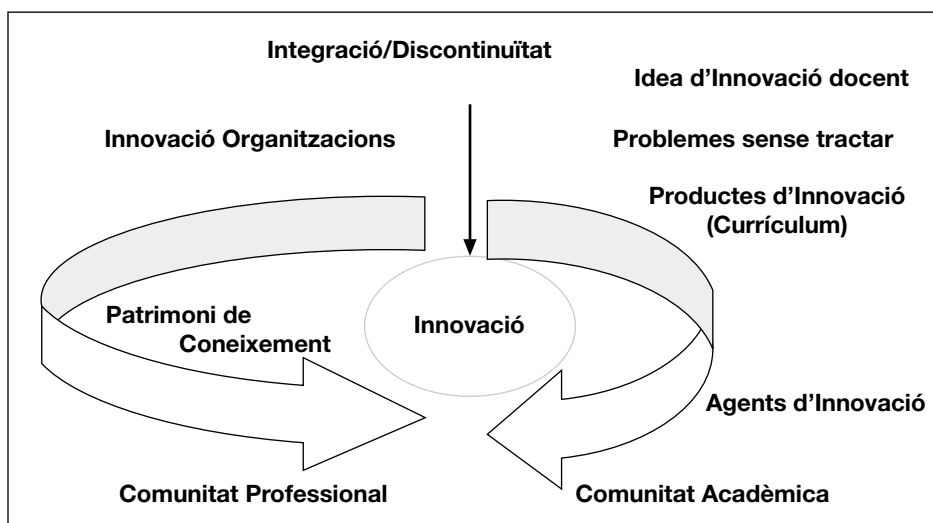 Integració/Discontinuïtat
Idea d’Innovació docent
Innovació Organitzacions
Problemes sense tractar
Productes d’Innovació
(Currículum)
Patrimoni de
Coneixement
Innovació
Agents d’Innovació
Comunitat Professional
Comunitat Acadèmica